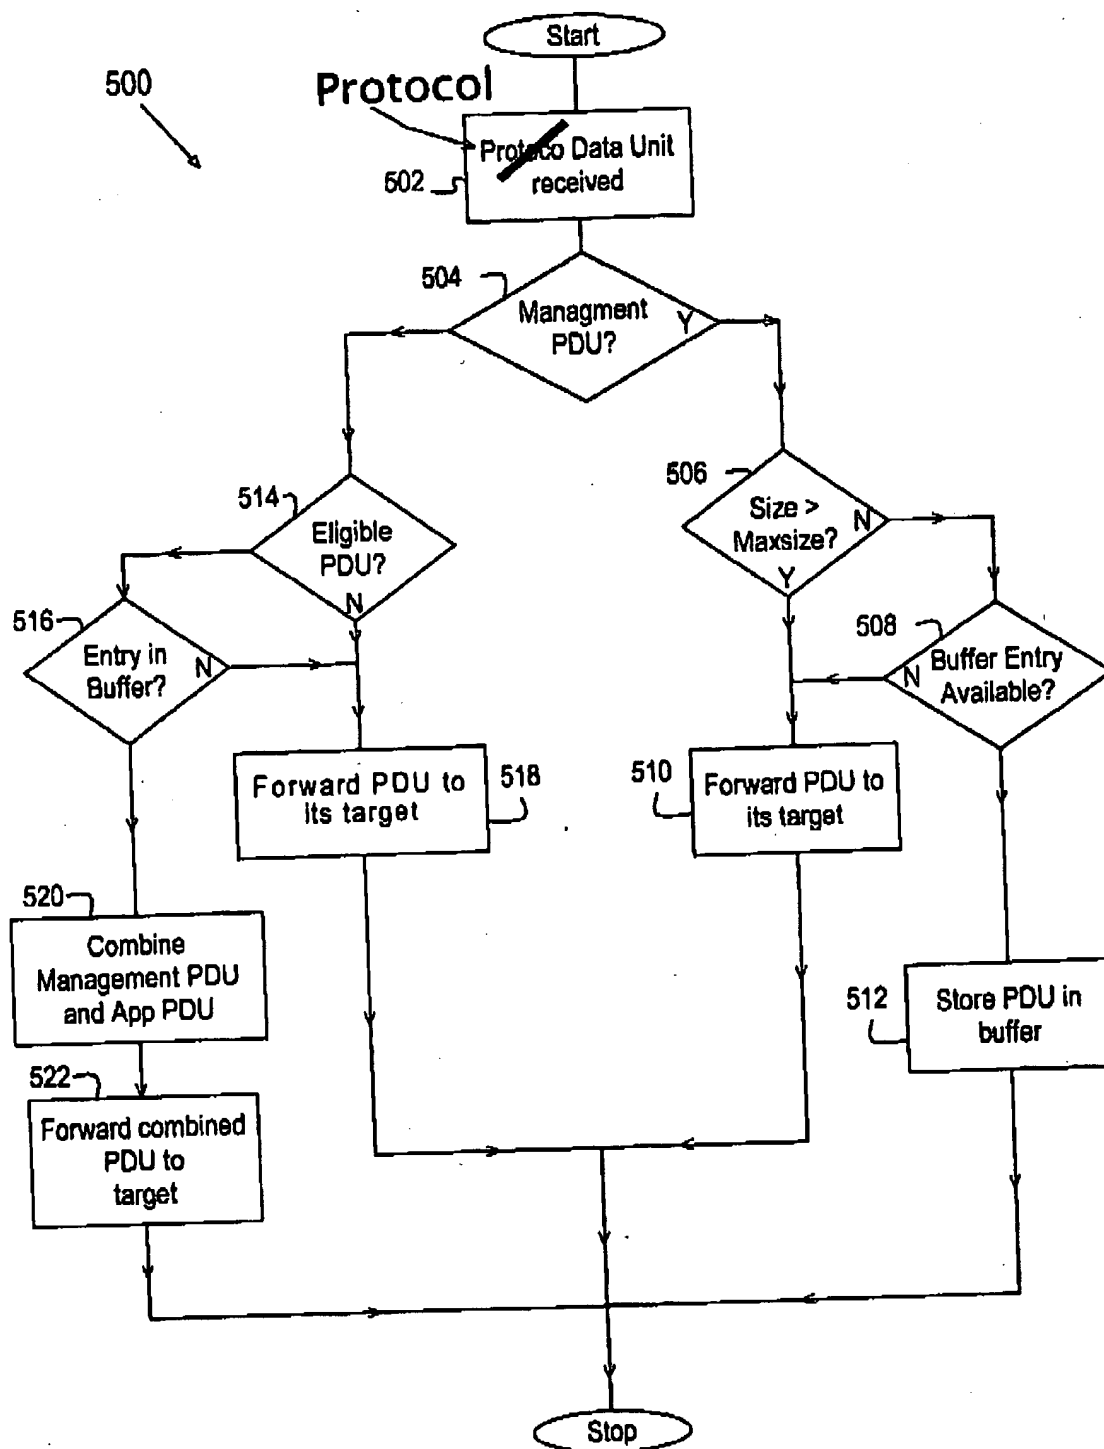 Start
500
Protocol
Protoco Data Unit
received
502
504
Managment
PDU?
Y
506
Size >
Maxsize?
N
Y
514
Eligible
PDU?
N
516
Entry in
Buffer?
N
508
Buffer Entry
Available?
N
Forward PDU to
its target
518
510
Forward PDU to
its target
520
Combine
Management PDU
and App PDU
512
Store PDU in
buffer
522
Forward combined
PDU to
target
Stop